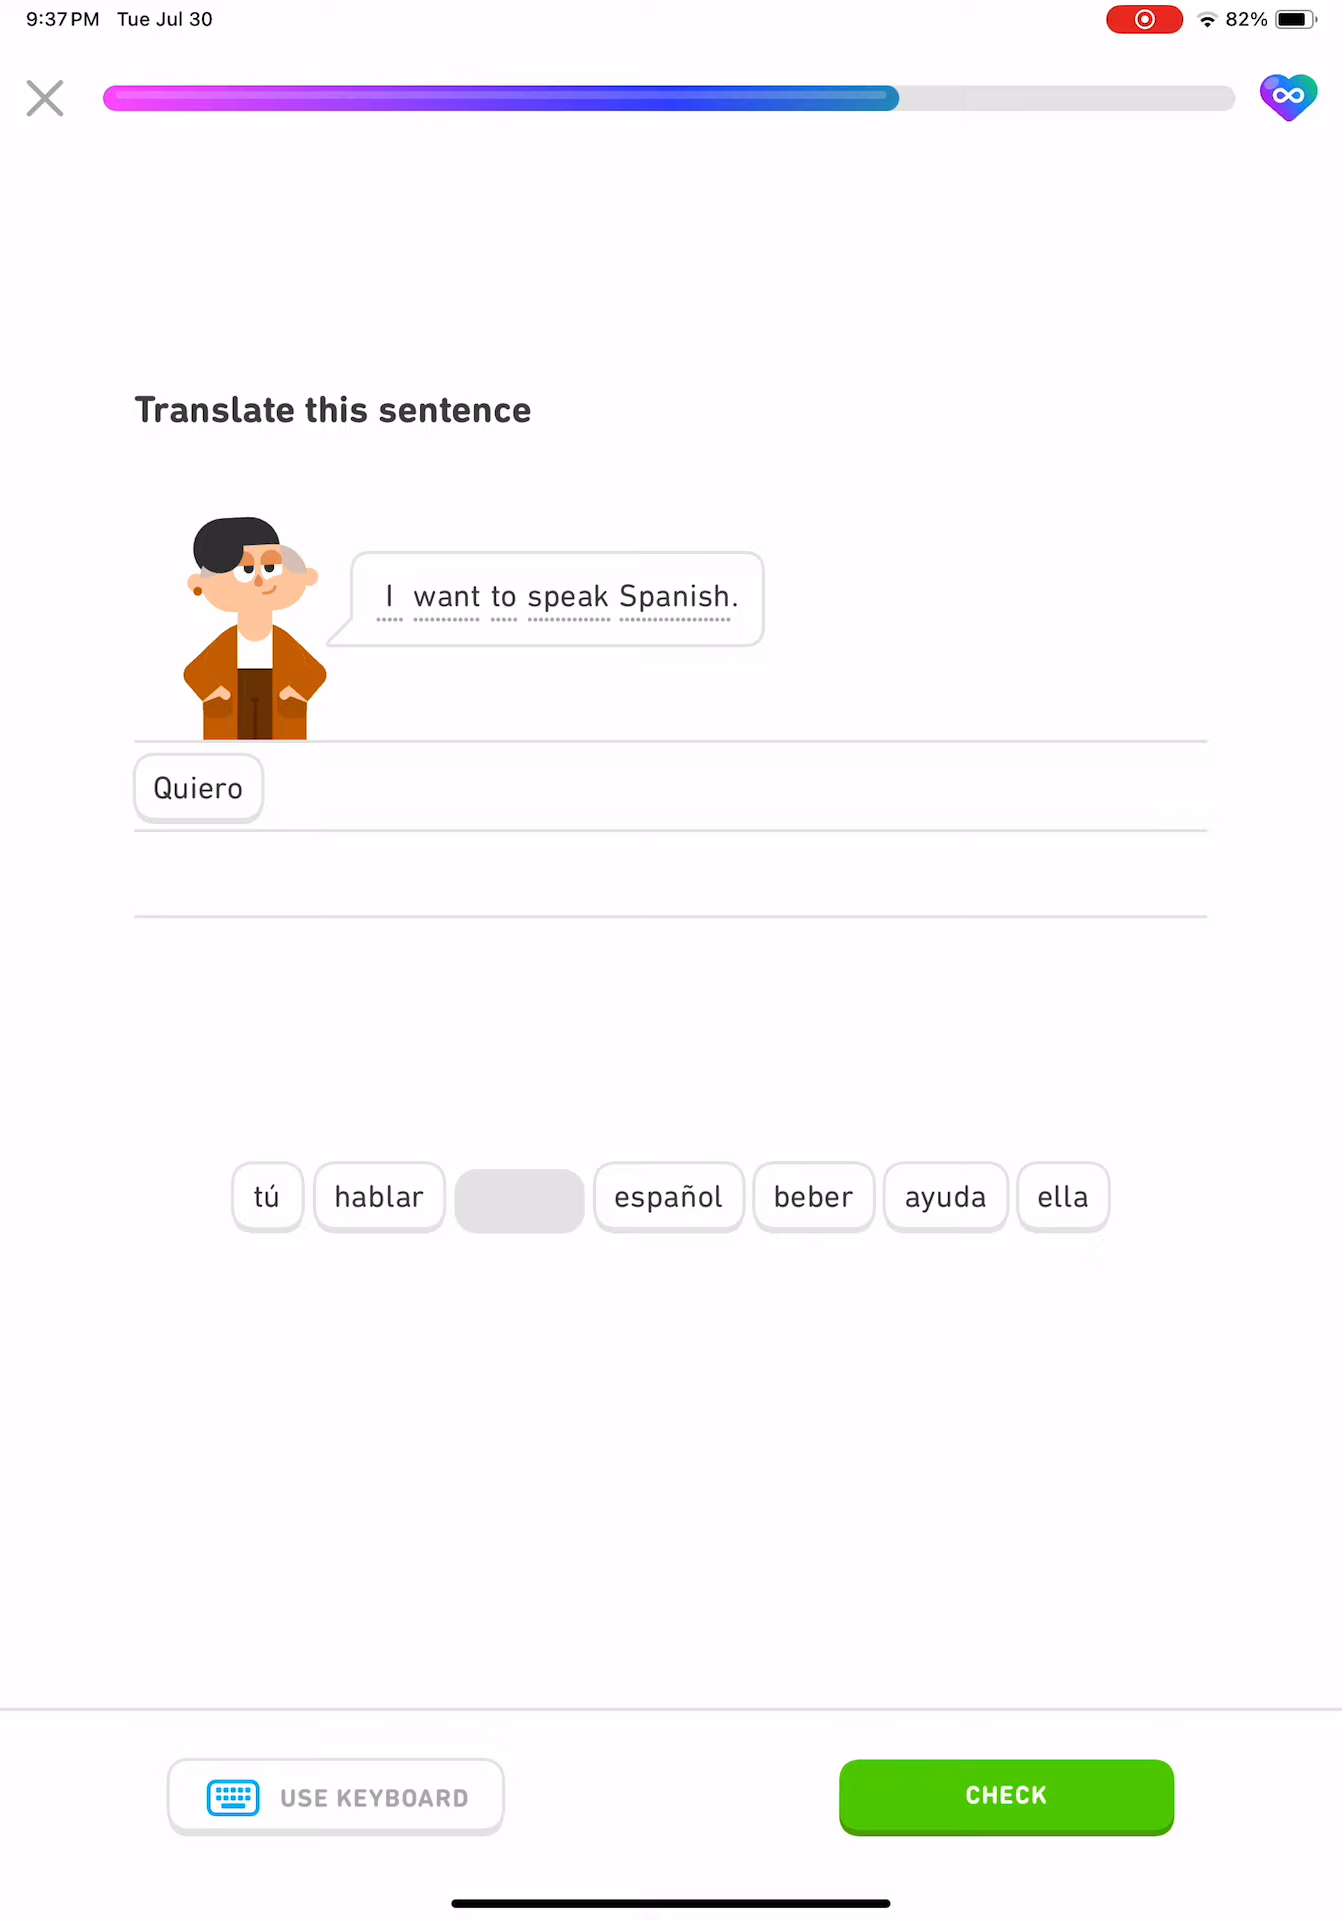 9:37 PM Tue Jul 30 82%
Translate this sentence
I want to speak Spanish.
Quiero
tú hablar español beber ayuda ella
USE KEYBOARD CHECK